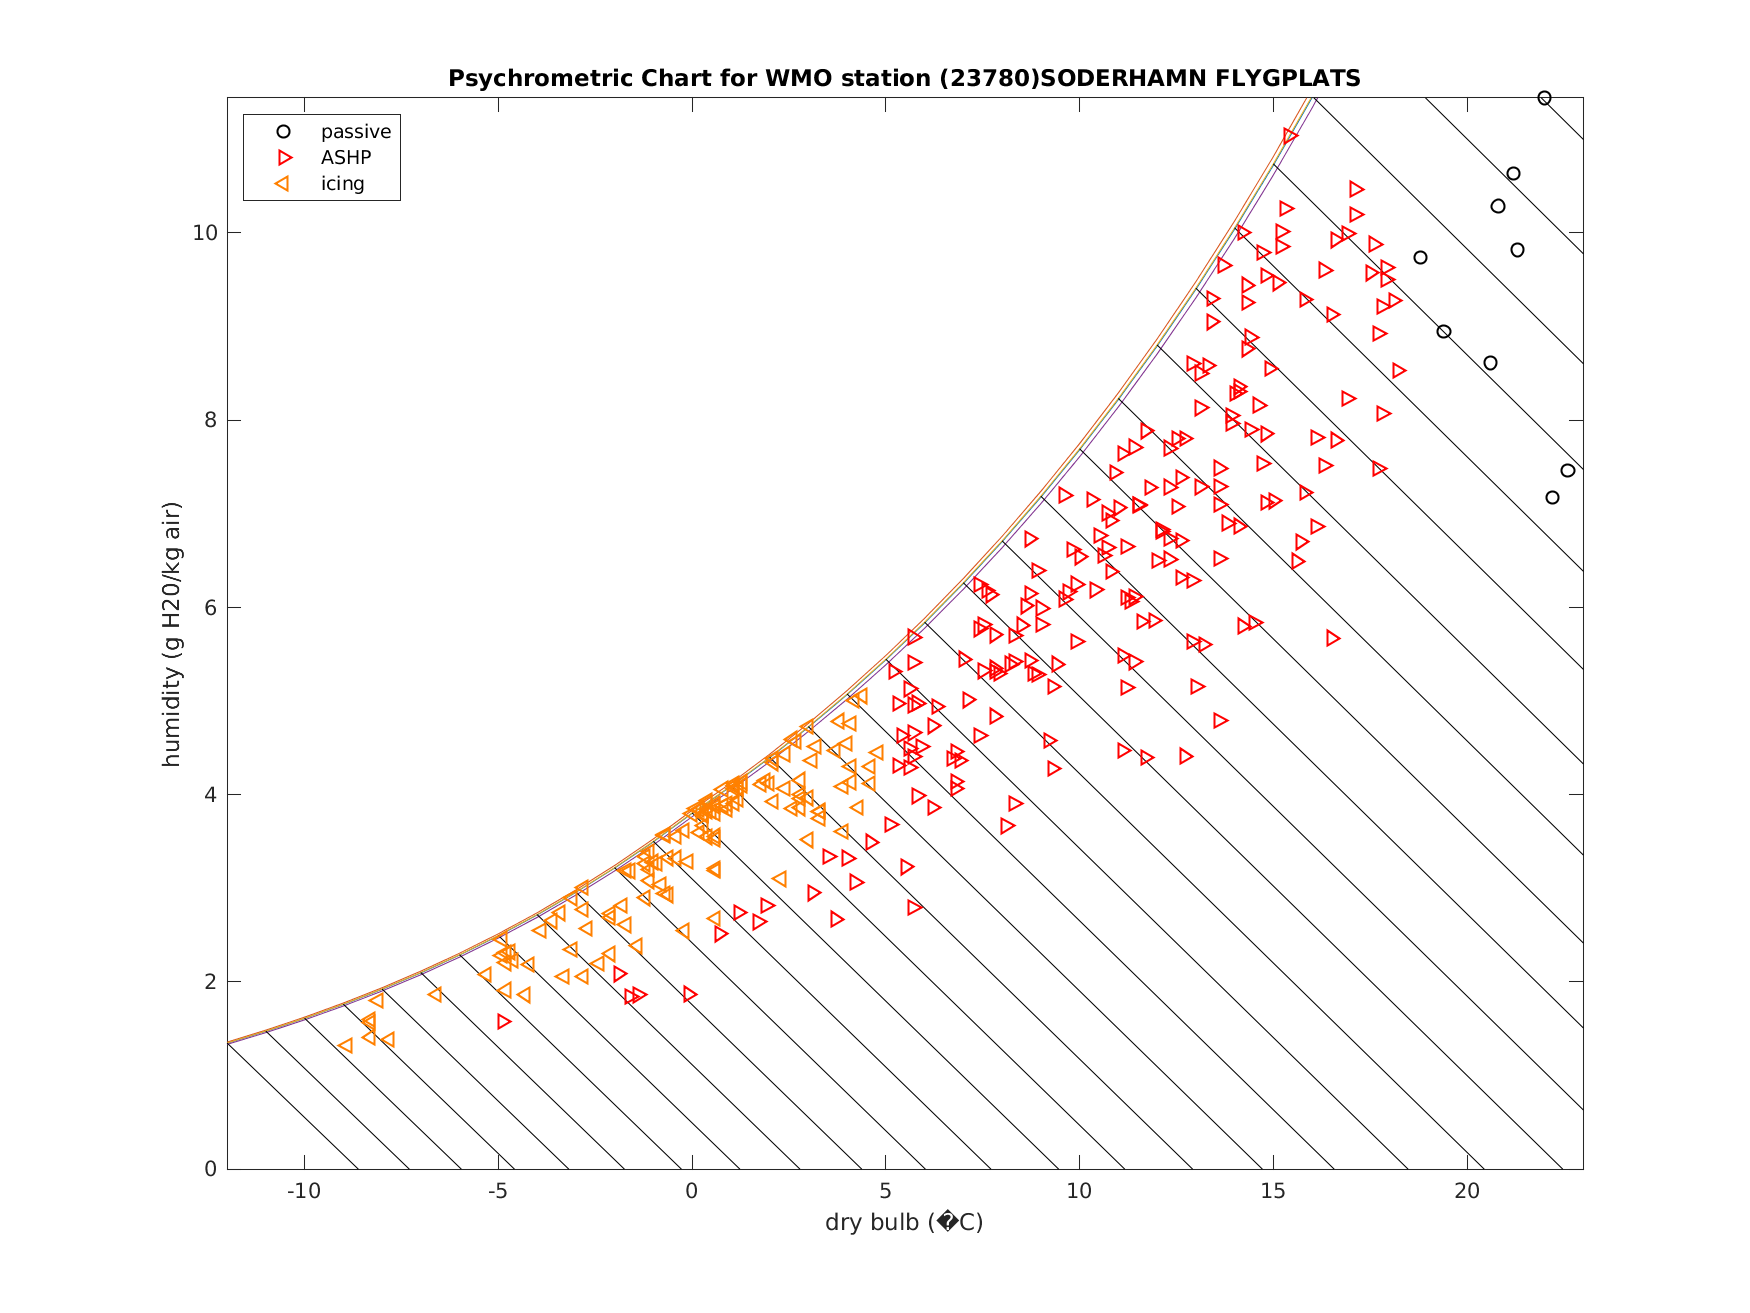 Psychrometric Chart for WMO station (23780)SODERHAMN FLYGPLATS
passive
ASHP
icing
humidity (g H20/kg air)
10
8
6
4
2
0
-10 -5 0 5 10 15 20
dry bulb (�C)